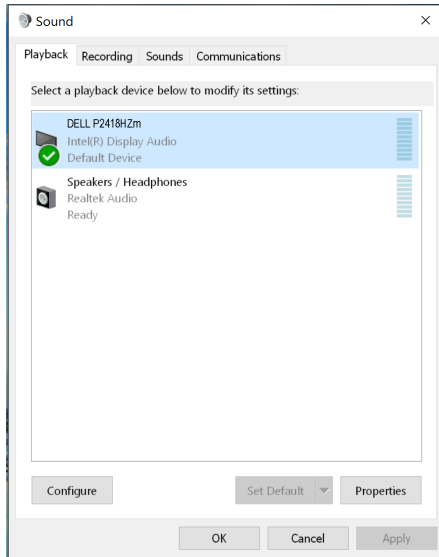 Sound
Playback Recording Sounds Communications
Select a playback device below to modify its settings:
DELL P2418HZm
Intel(R) Display Audio
Default Device
Speakers / Headphones
Realtek Audio
Ready
Configure Set Default Properties
OK Cancel Apply